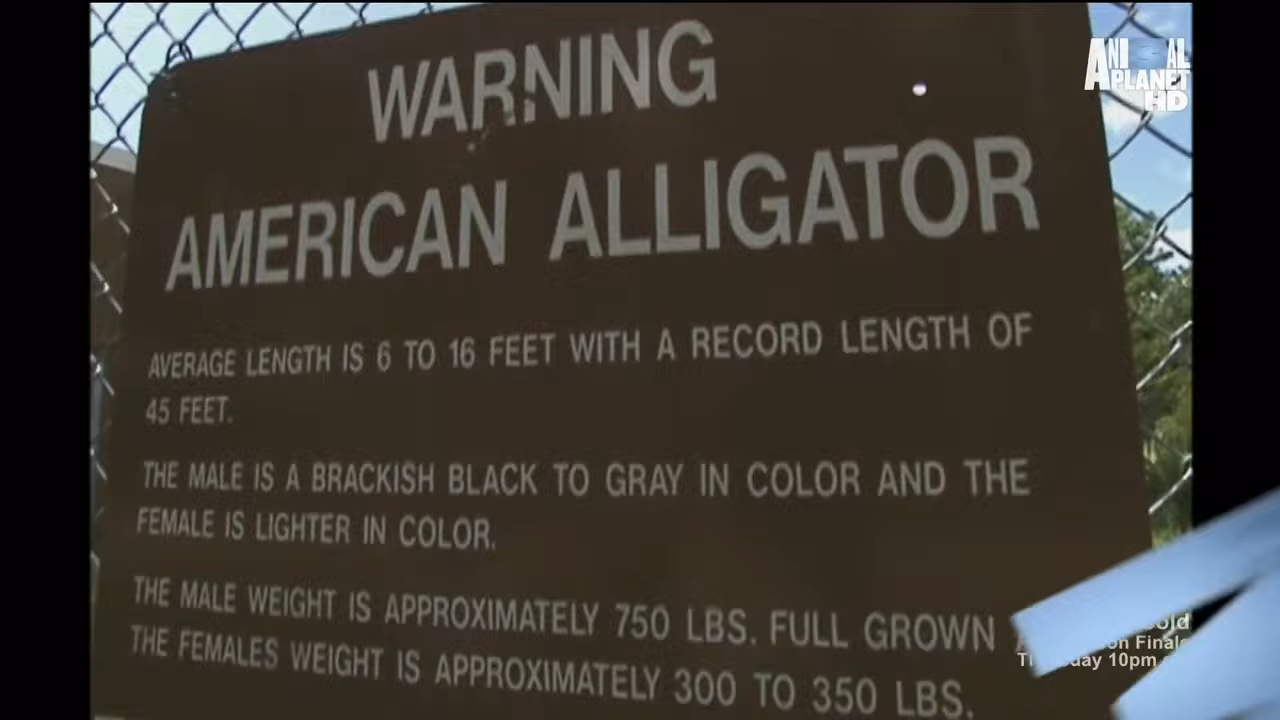 WARNING
AMERICAN ALLIGATOR
AVERAGE LENGTH IS 6 TO 16 FEET WITH A RECORD LENGTH OF
45 FEET.
THE MALE IS A BRACKISH BLACK TO GRAY IN COLOR AND THE
FEMALE IS LIGHTER IN COLOR.
THE MALE WEIGHT IS APPROXIMATELY 750 LBS. FULL GROWN
THE FEMALES WEIGHT IS APPROXIMATELY 300 TO 350 LBS.
ANIMAL
PLANET
HD
10pm